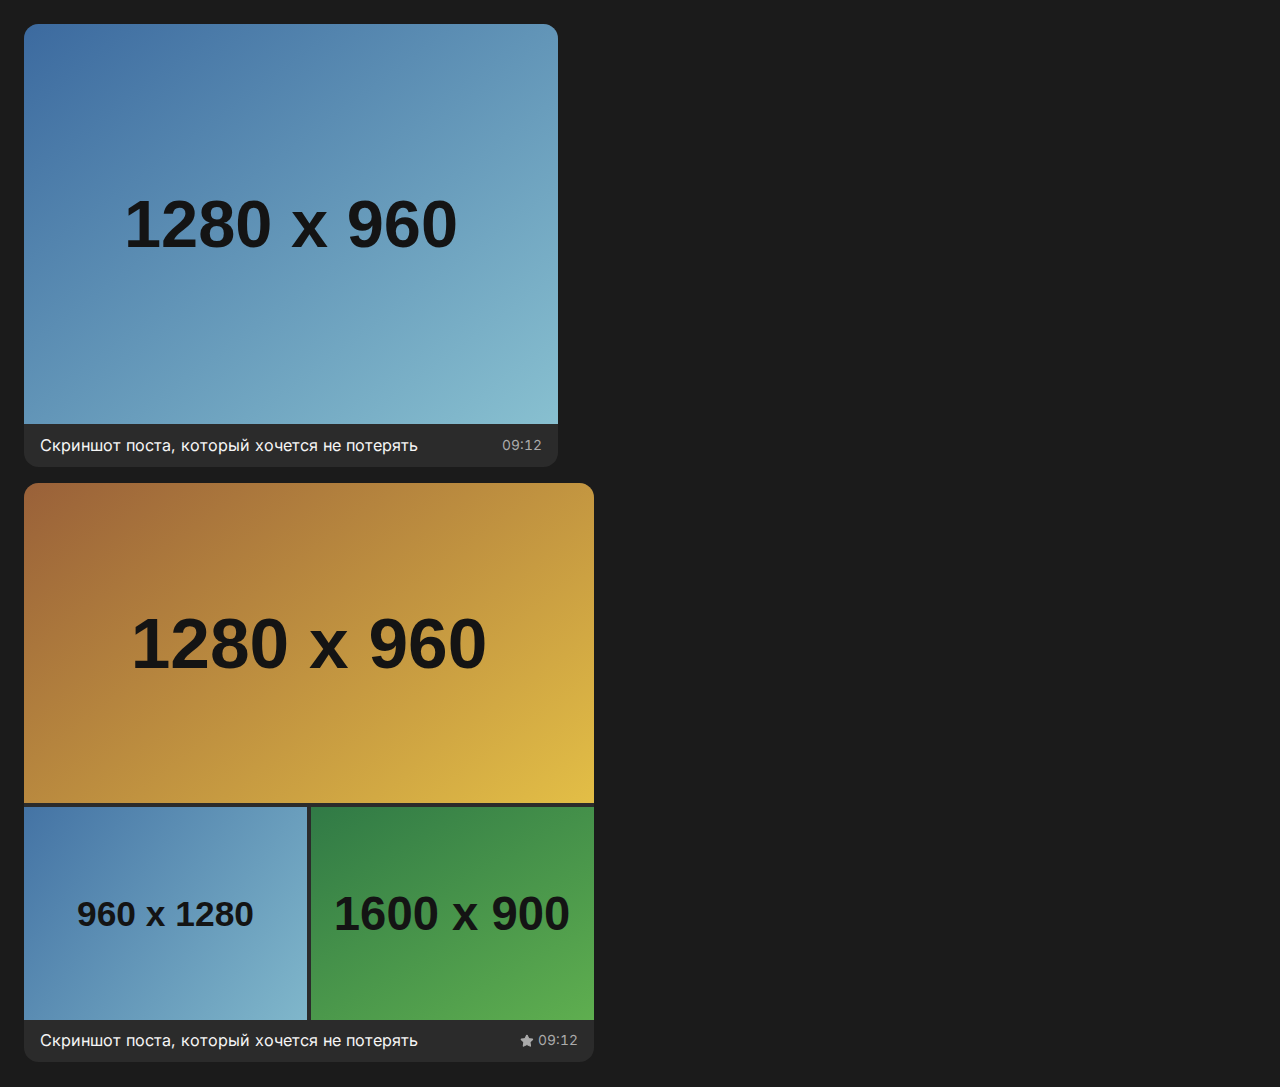 1280 x 960
Скриншот поста, который хочется не потерять 09:12
1280 x 960
960 x 1280 1600 x 900
Скриншот поста, который хочется не потерять 09:12